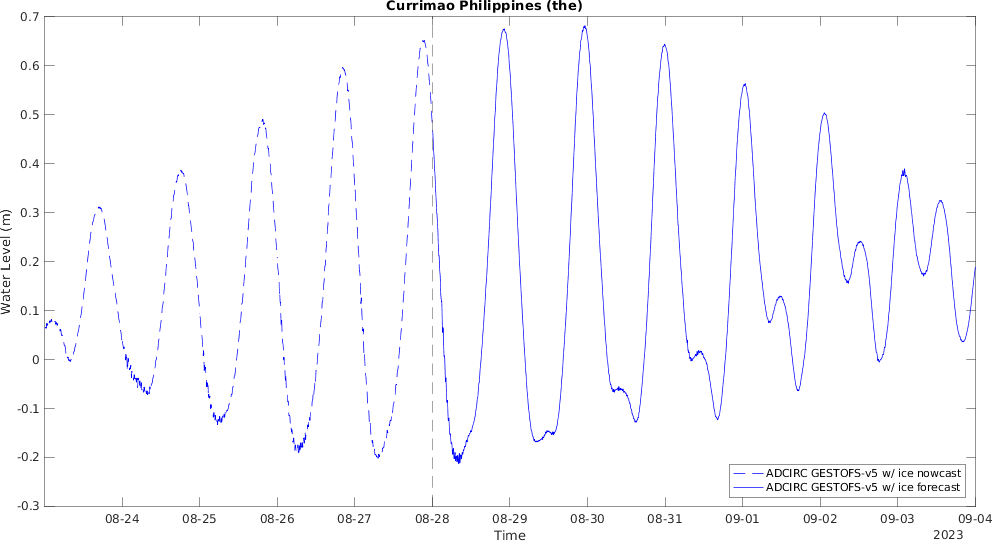 Currimao Philippines (the)
0.7
0.6
0.5
0.4
0.3
0.2
0.1
0
-0.1
-0.2
-0.3
Water Level (m)
ADCIRC GESTOFS-v5 w/ ice nowcast
ADCIRC GESTOFS-v5 w/ ice forecast
08-24 08-25 08-26 08-27 08-28 08-29 08-30 08-31 09-01 09-02 09-03 09-04
Time
2023